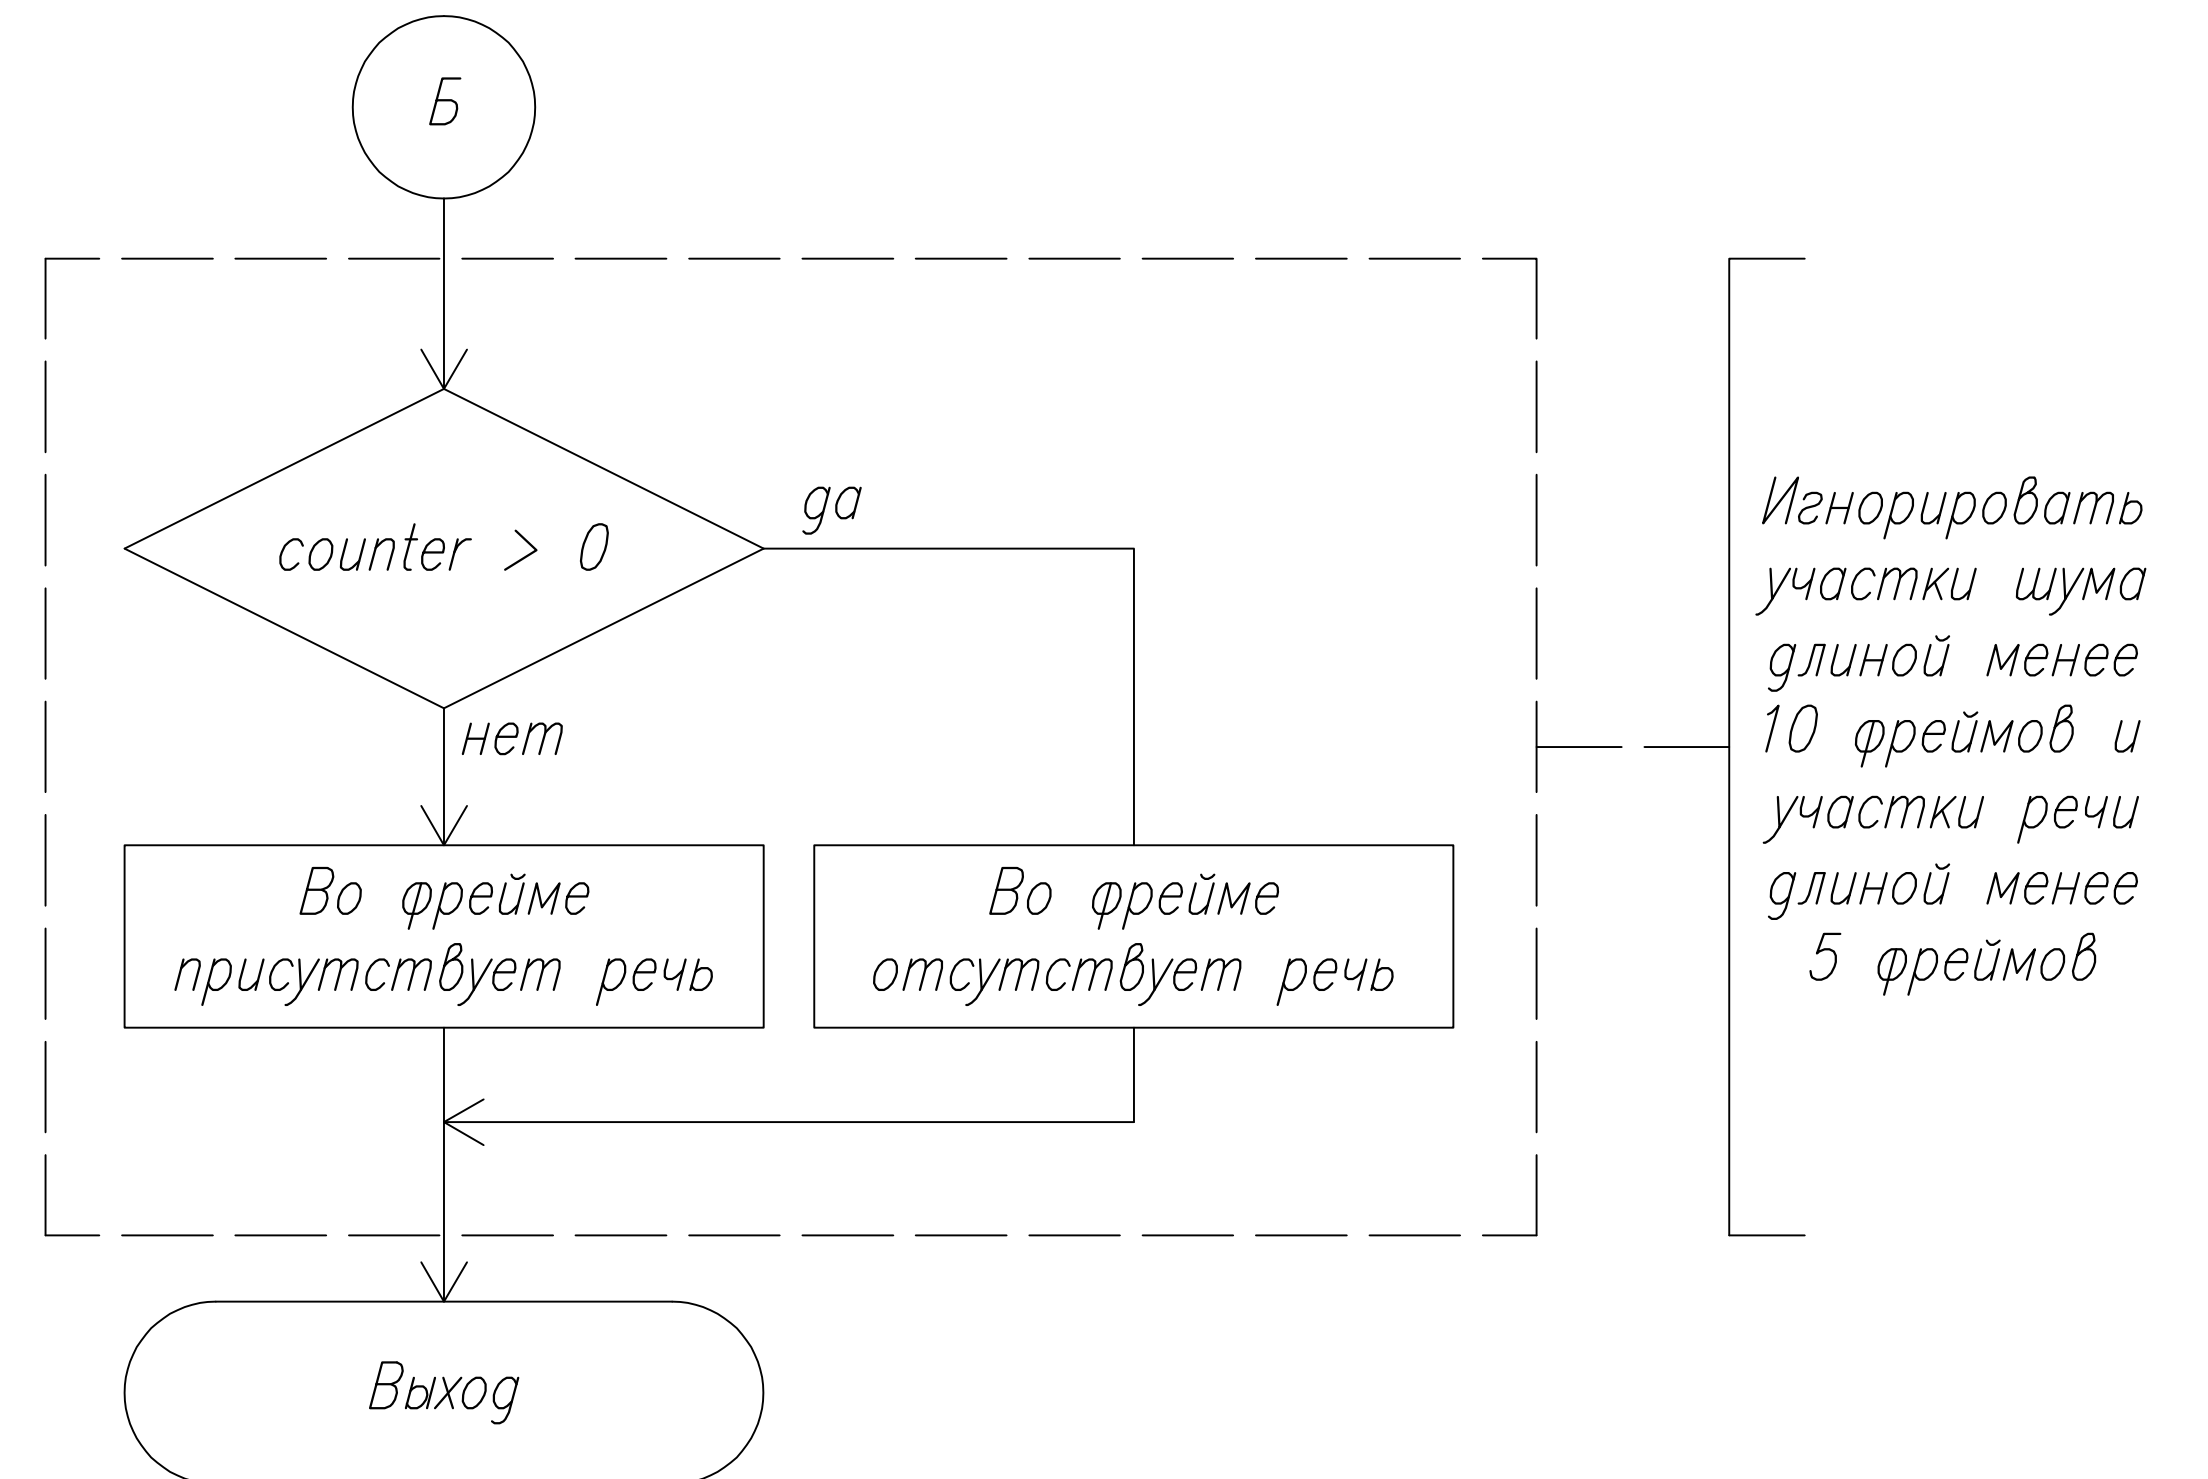 Б
да
counter > 0
нет
Во фрейме
присутствует речь
Во фрейме
отсутствует речь
Выход
Игнорировать
участки шума
длиной менее
10 фреймов и
участки речи
длиной менее
5 фреймов